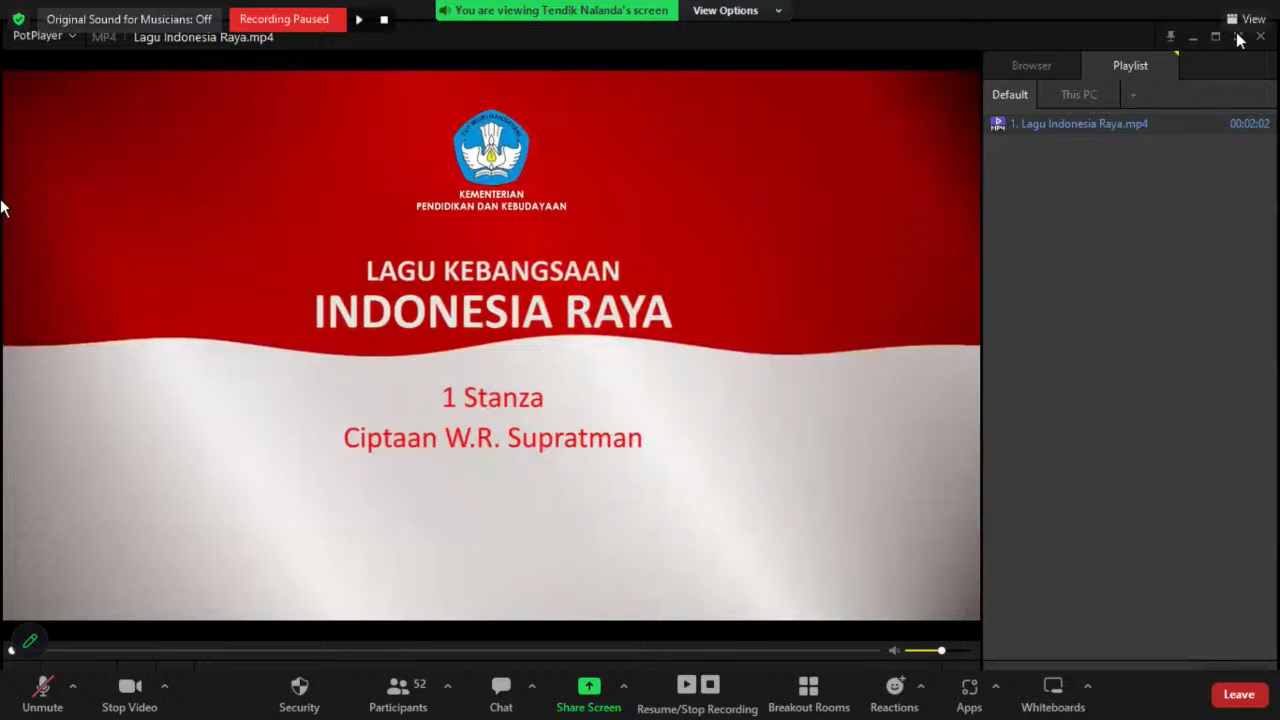 Original Sound for Musicians: Off
Recording Paused
You are viewing Tendik Nalanda's screen
View Options
View
PotPlayer
MP4
Lagu Indonesia Raya.mp4
Browser
Playlist
Default
This PC
+
1. Lagu Indonesia Raya.mp4
00:02:02
TUT WURI HANDAYANI
KEMENTERIAN
PENDIDIKAN DAN KEBUDAYAAN
LAGU KEBANGSAAN
INDONESIA RAYA
1 Stanza
Ciptaan W.R. Supratman
Unmute
Stop Video
Security
52
Participants
Chat
Share Screen
Resume/Stop Recording
Breakout Rooms
Reactions
Apps
Whiteboards
Leave